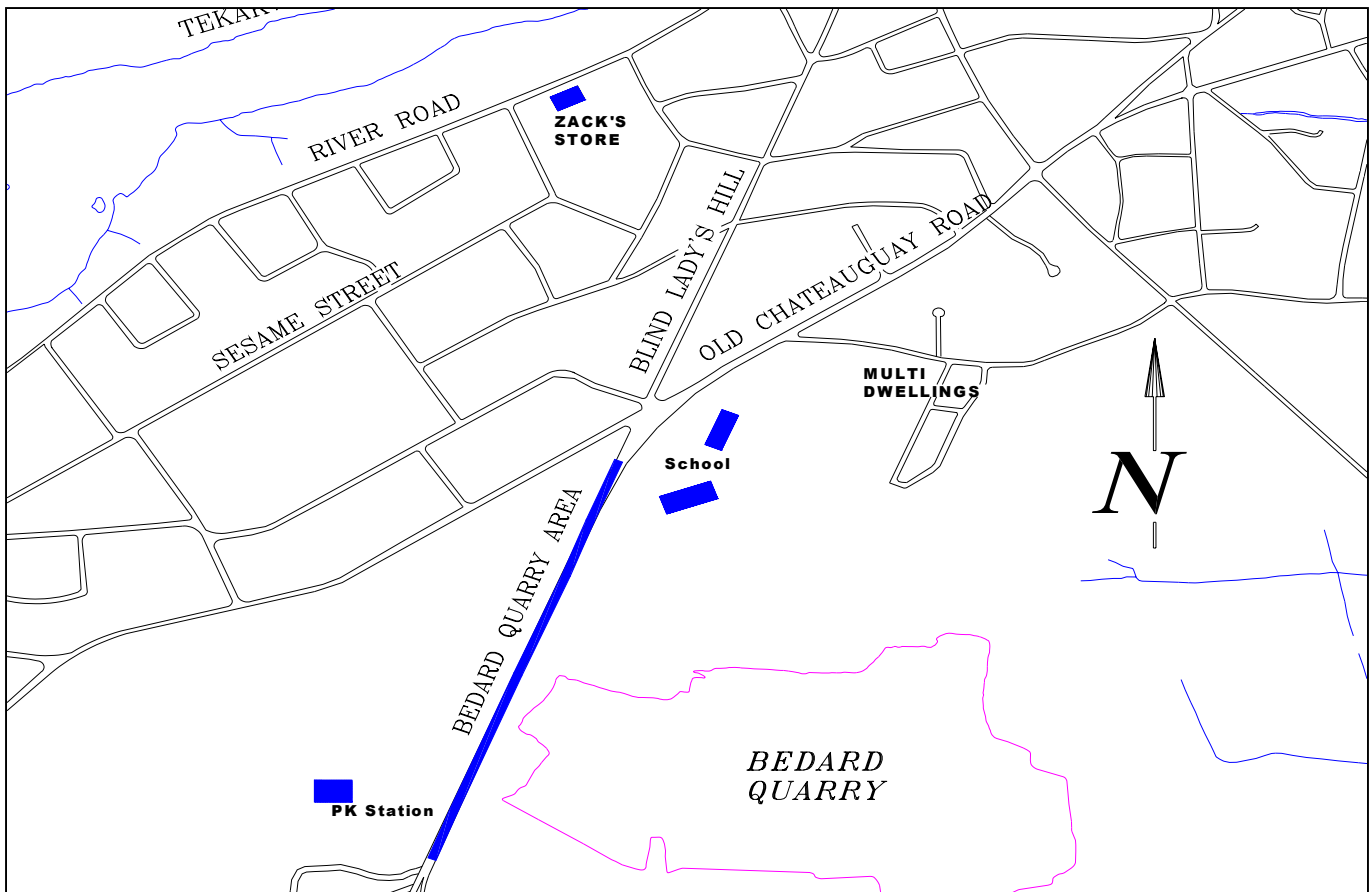 RIVER ROAD
ZACK'S
STORE
SESAME STREET
BLIND LADY'S HILL
OLD CHATEAUGUAY ROAD
MULTI
DWELLINGS
School
N
BEDARD QUARRY AREA
BEDARD
QUARRY
PK Station